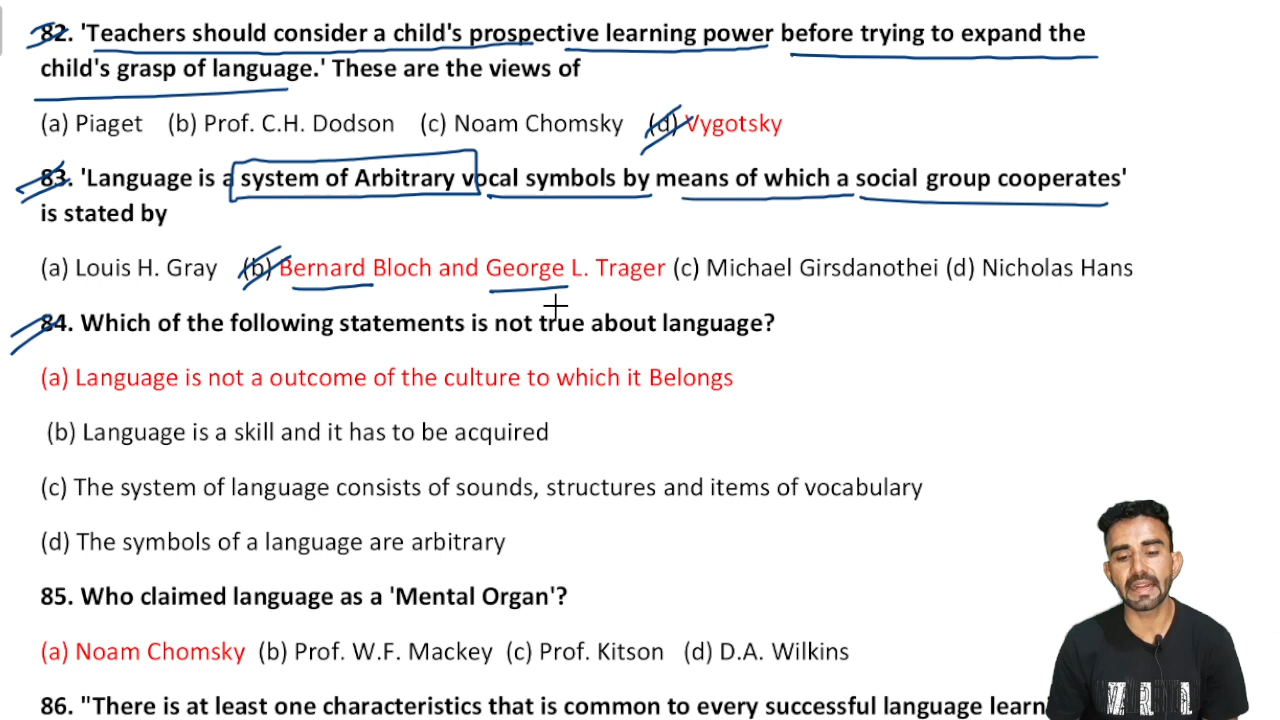 82. 'Teachers should consider a child's prospective learning power before trying to expand the
child's grasp of language.' These are the views of
(a) Piaget (b) Prof. C.H. Dodson (c) Noam Chomsky (d) Vygotsky
83. 'Language is a system of Arbitrary vocal symbols by means of which a social group cooperates'
is stated by
(a) Louis H. Gray (b) Bernard Bloch and George L. Trager (c) Michael Girsdanothei (d) Nicholas Hans
84. Which of the following statements is not true about language?
(a) Language is not a outcome of the culture to which it Belongs
(b) Language is a skill and it has to be acquired
(c) The system of language consists of sounds, structures and items of vocabulary
(d) The symbols of a language are arbitrary
85. Who claimed language as a 'Mental Organ'?
(a) Noam Chomsky (b) Prof. W.F. Mackey (c) Prof. Kitson (d) D.A. Wilkins
86. "There is at least one characteristics that is common to every successful language learn